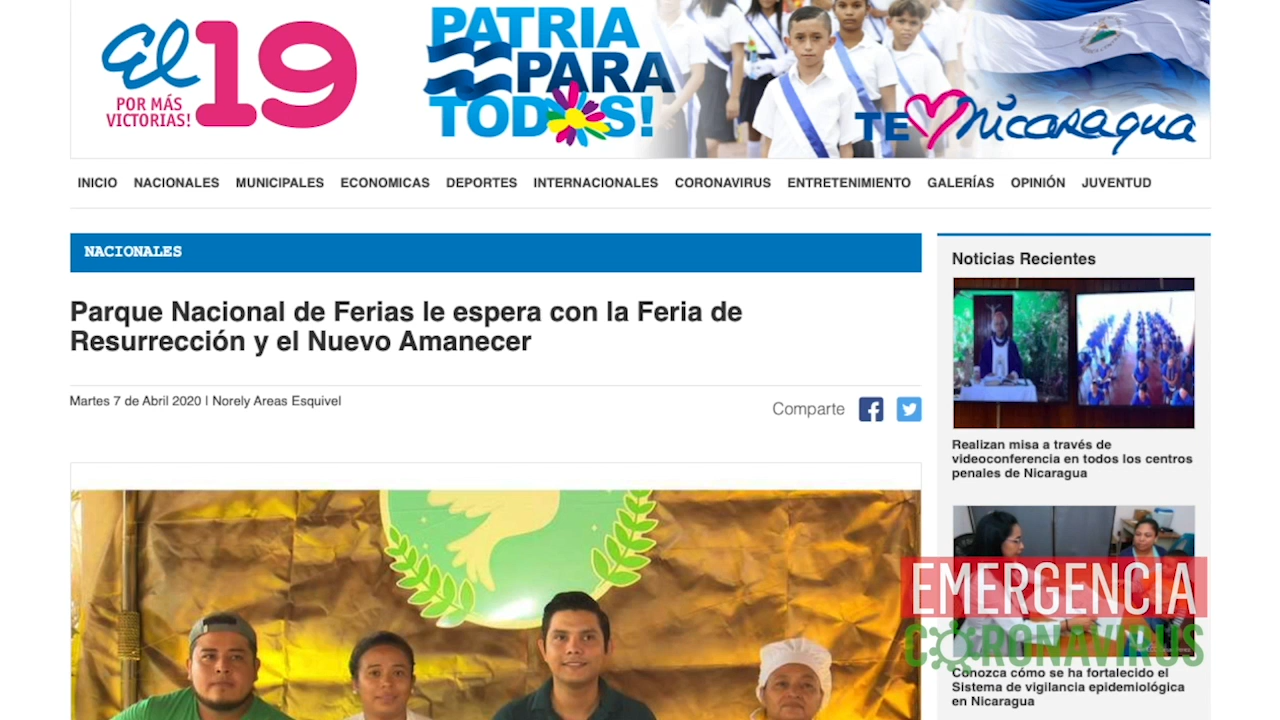 El 19
POR MÁS
VICTORIAS!
PATRIA
PARA
TODOS!
TE Nicaragua
INICIO NACIONALES MUNICIPALES ECONOMICAS DEPORTES INTERNACIONALES CORONAVIRUS ENTRETENIMIENTO GALERÍAS OPINIÓN JUVENTUD
NACIONALES
Parque Nacional de Ferias le espera con la Feria de
Resurrección y el Nuevo Amanecer
Martes 7 de Abril 2020 | Norely Areas Esquivel
Comparte
Noticias Recientes
Realizan misa a través de
videoconferencia en todos los centros
penales de Nicaragua
EMERGENCIA
CORONAVIRUS
Conozca cómo se ha fortalecido el
Sistema de vigilancia epidemiológica
en Nicaragua